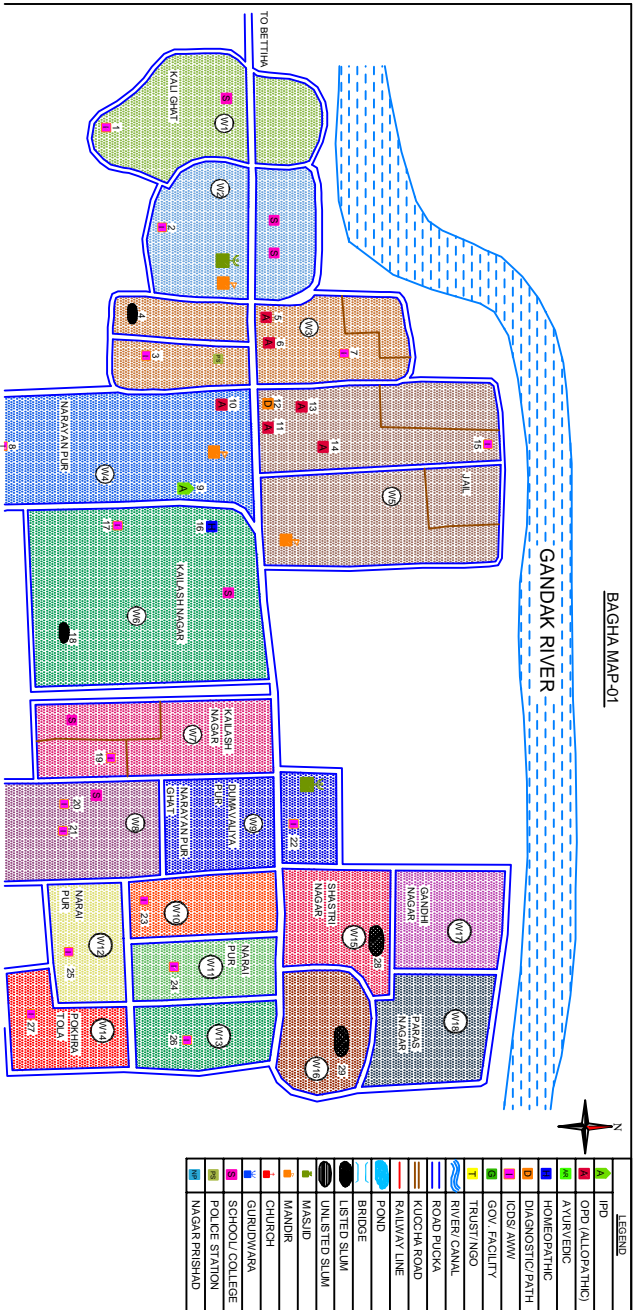 BAGHA MAP-01
GANDAK RIVER
TO BETTIHA
N
KALI GHAT
S
W1
I
1
W2
S
S
I
2
W3
A
5
A
6
I
7
4
I
3
PS
NARAYAN PUR
W4
A
10
A
9
8
D
12
A
13
A
11
A
14
I
15
JAIL
W5
KAILASH NAGAR
W6
H
16
I
17
S
18
KAILASH
NAGAR
W7
S
I
19
W8
S
I
20
I
21
DUMAVALIYA
PUR
NARAYAN PUR
GHAT
W9
I
22
W10
I
23
NARAI
PUR
W11
I
24
NARAI
PUR
W12
I
25
W13
I
26
POKHRA
TOLA
W14
I
27
SHASTRI
NAGAR
W15
28
W16
29
GANDHI
NAGAR
W17
PARAS
NAGAR
W18
LEGEND
A IPD
A OPD (ALLOPATHIC)
AR AYURVEDIC
H HOMEOPATHIC
D DIAGNOSTIC/ PATH
I ICDS/ AWW
G GOV. FACILITY
T TRUST/ NGO
RIVER/ CANAL
ROAD PUCKA
KUCCHA ROAD
RAILWAY LINE
POND
BRIDGE
LISTED SLUM
UNLISTED SLUM
MASJID
MANDIR
CHURCH
GURUDWARA
S SCHOOL/ COLLEGE
PS POLICE STATION
NP NAGAR PRISHAD